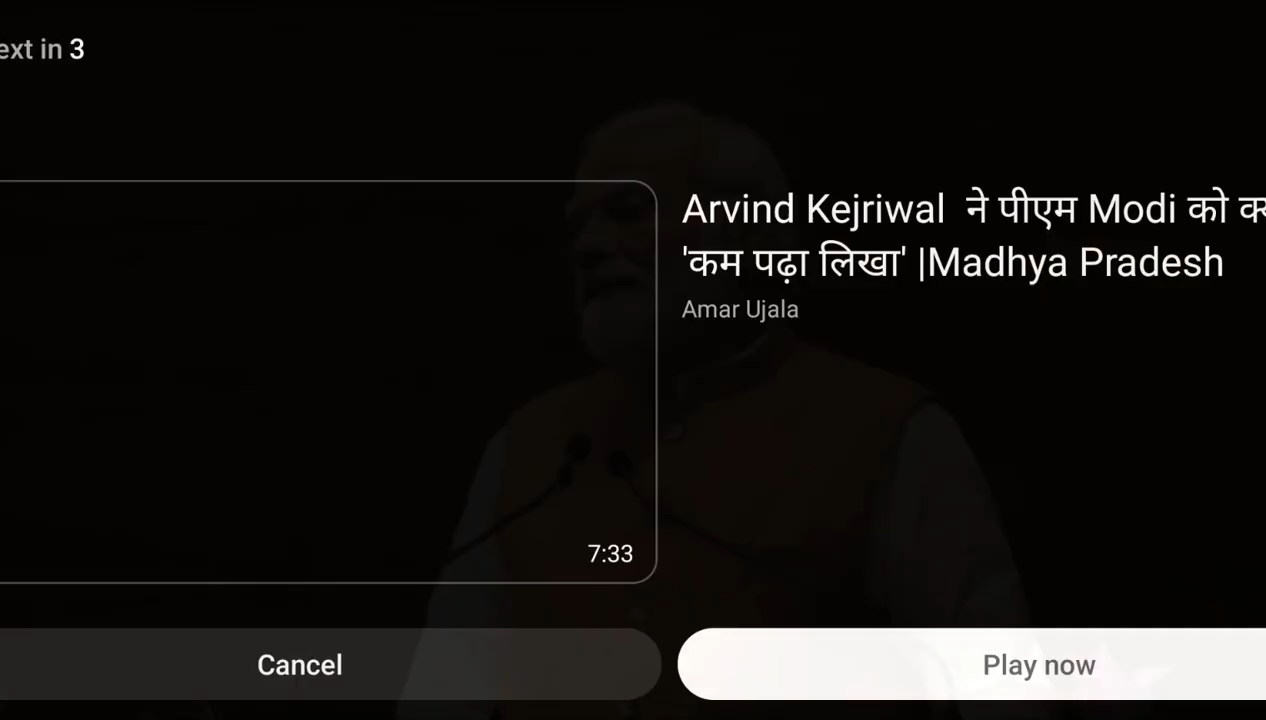 ext in 3
Arvind Kejriwal ने पीएम Modi को
'कम पढ़ा लिखा' |Madhya Pradesh
Amar Ujala
7:33
Cancel
Play now